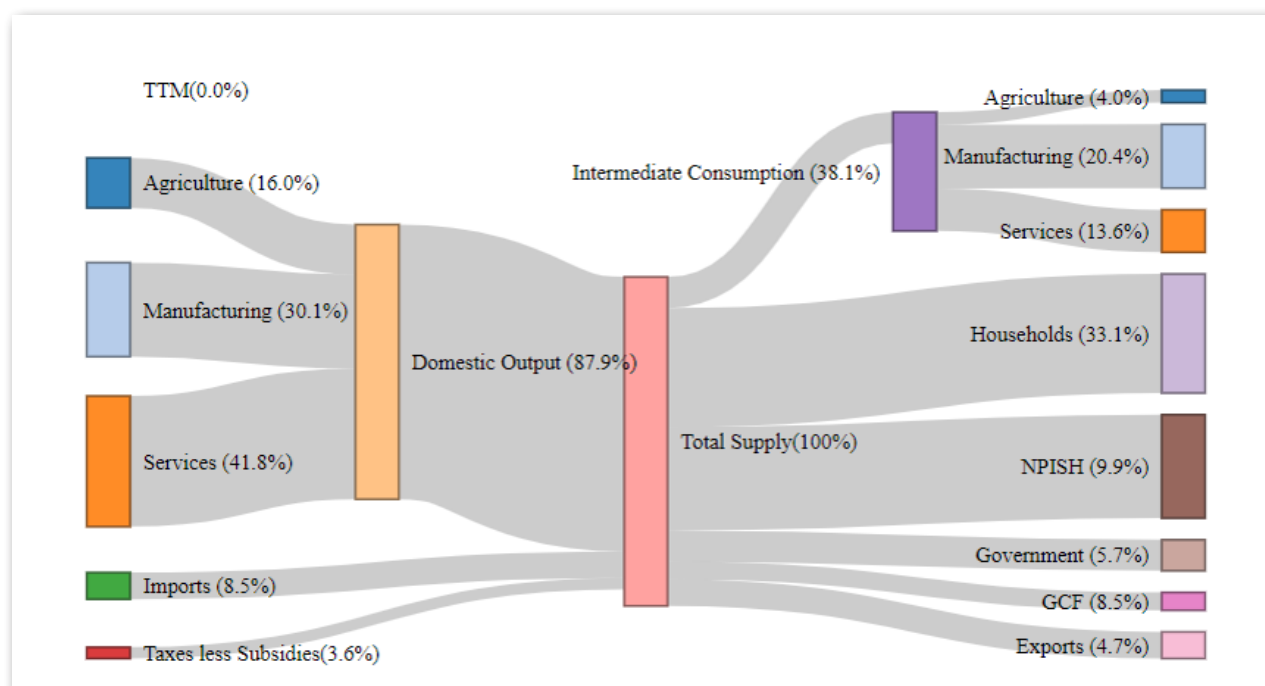 TTM(0.0%)
Agriculture (16.0%)
Manufacturing (30.1%)
Services (41.8%)
Imports (8.5%)
Taxes less Subsidies(3.6%)
Domestic Output (87.9%)
Total Supply(100%)
Intermediate Consumption (38.1%)
Agriculture (4.0%)
Manufacturing (20.4%)
Services (13.6%)
Households (33.1%)
NPISH (9.9%)
Government (5.7%)
GCF (8.5%)
Exports (4.7%)